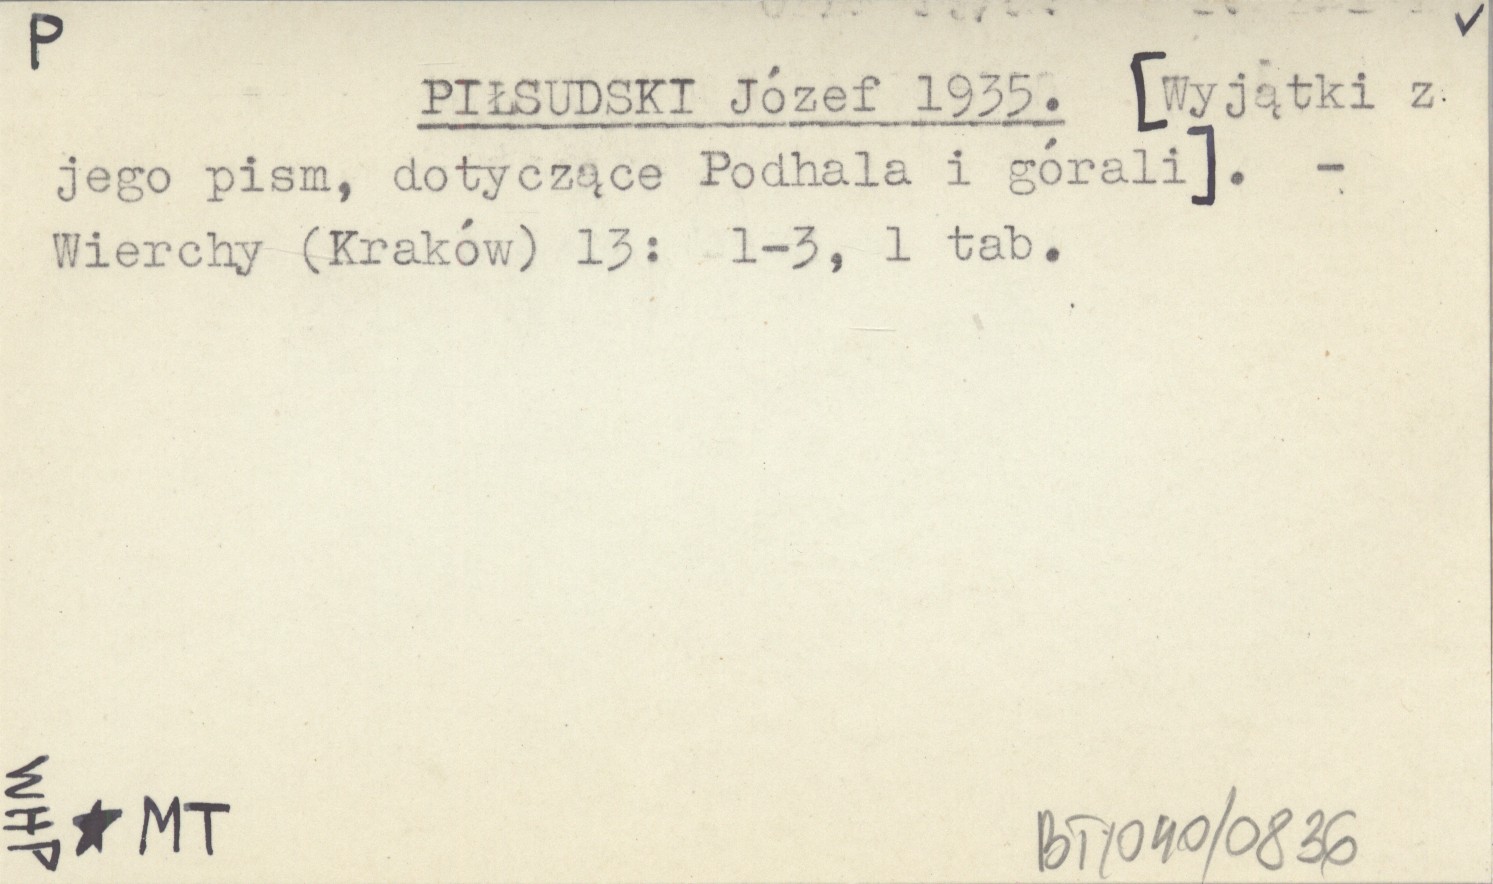 P
PIŁSUDSKI Józef 1935. [Wyjątki z
jego pism, dotyczące Podhala i górali]. -
Wierchy (Kraków) 13: 1-3, 1 tab.
WHP
★ MT
BT/040/0836